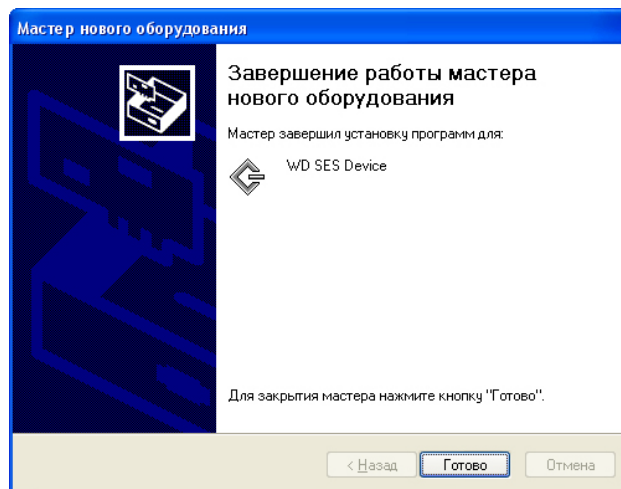 Мастер нового оборудования
Завершение работы мастера
нового оборудования
Мастер завершил установку программ для:
WD SES Device
Для закрытия мастера нажмите кнопку "Готово".
< Назад
Готово
Отмена